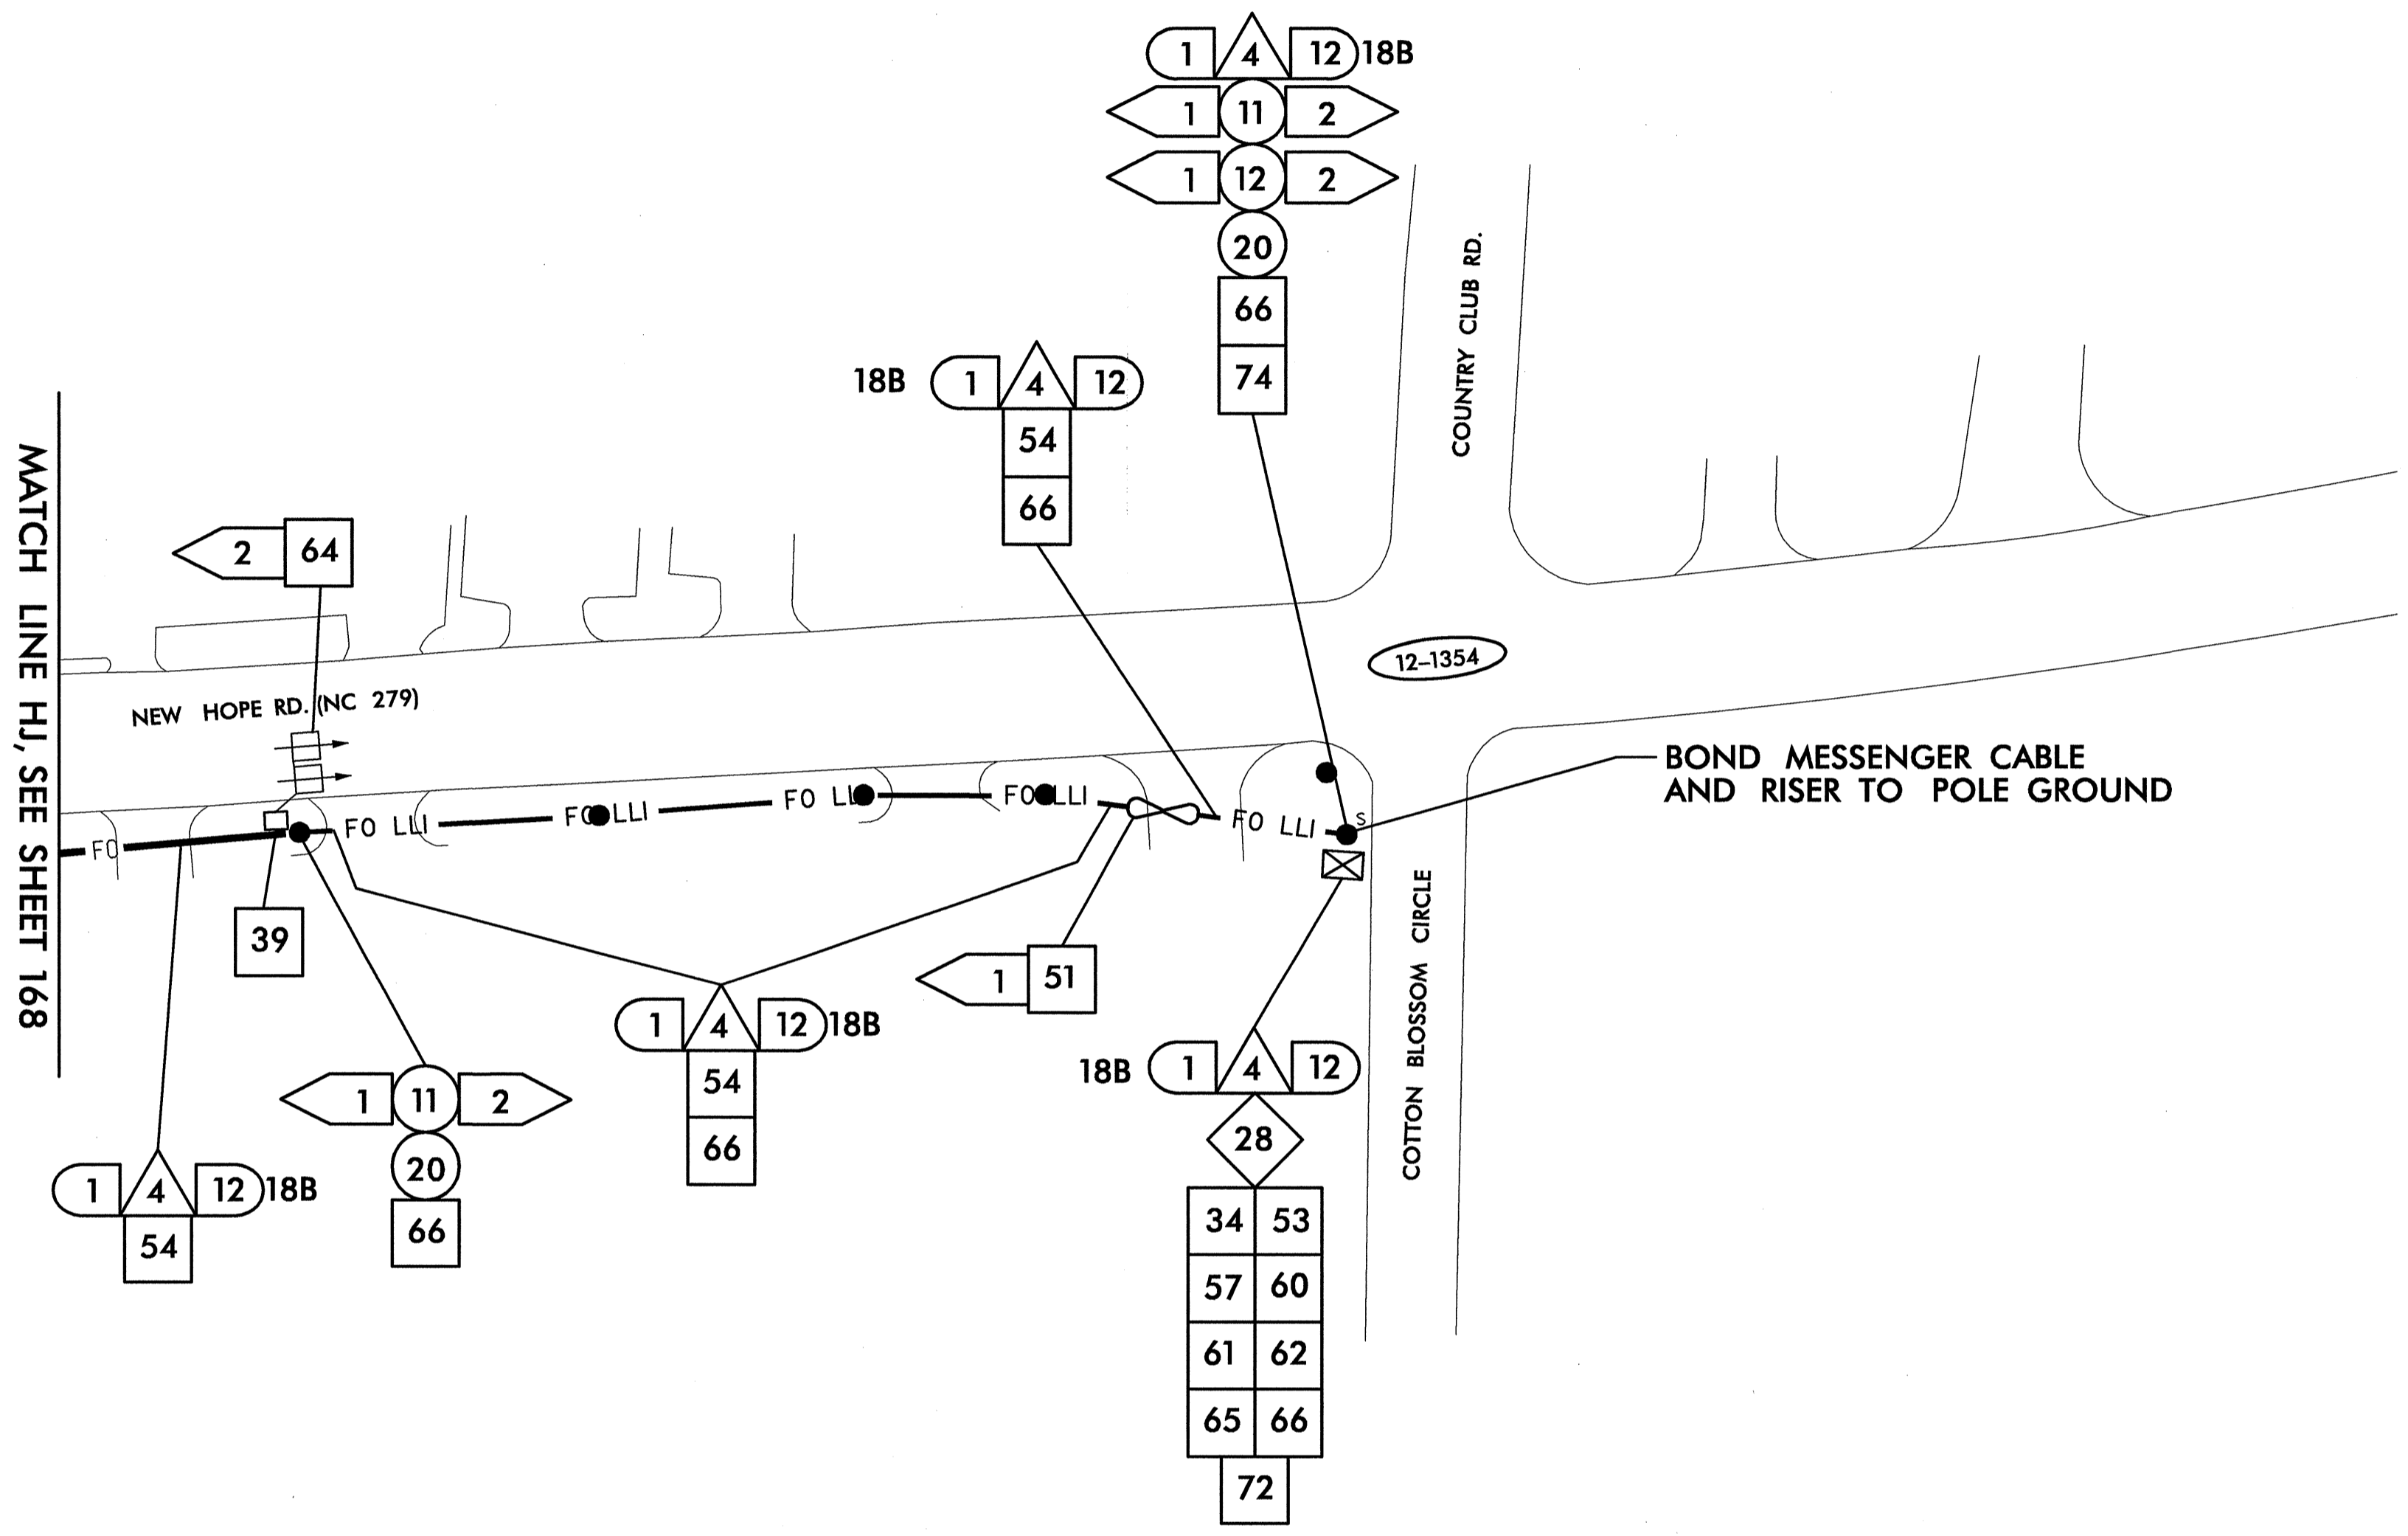 1 4 12 18B
1 11 2
1 12 2
20
66
74
18B 1 4 12
54
66
COUNTRY CLUB RD.
2 64
MATCH LINE HJ, SEE SHEET 168
NEW HOPE RD. (NC 279)
12-1354
BOND MESSENGER CABLE
AND RISER TO POLE GROUND
FO
FO LLI
FO LLI
FO LLI
FO LLI
FO LLI
S
39
1 51
COTTON BLOSSOM CIRCLE
1 4 12 18B
54
1 11 2
20
66
1 4 12 18B
54
66
18B 1 4 12
28
34 53
57 60
61 62
65 66
72